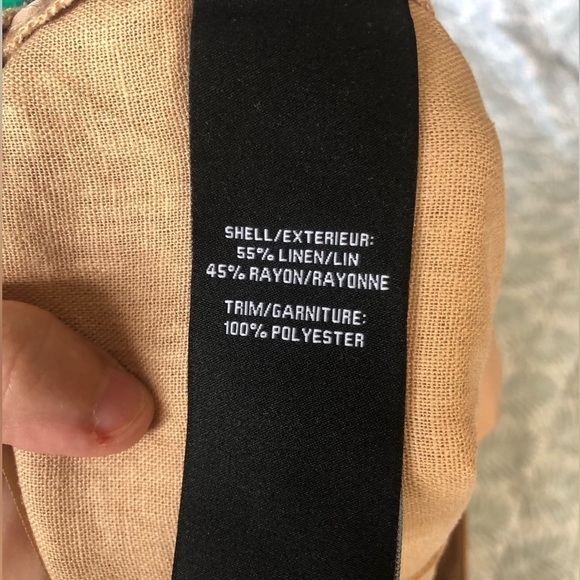 SHELL/EXTERIEUR:
55% LINEN/LIN
45% RAYON/RAYONNE
TRIM/GARNITURE:
100% POLYESTER